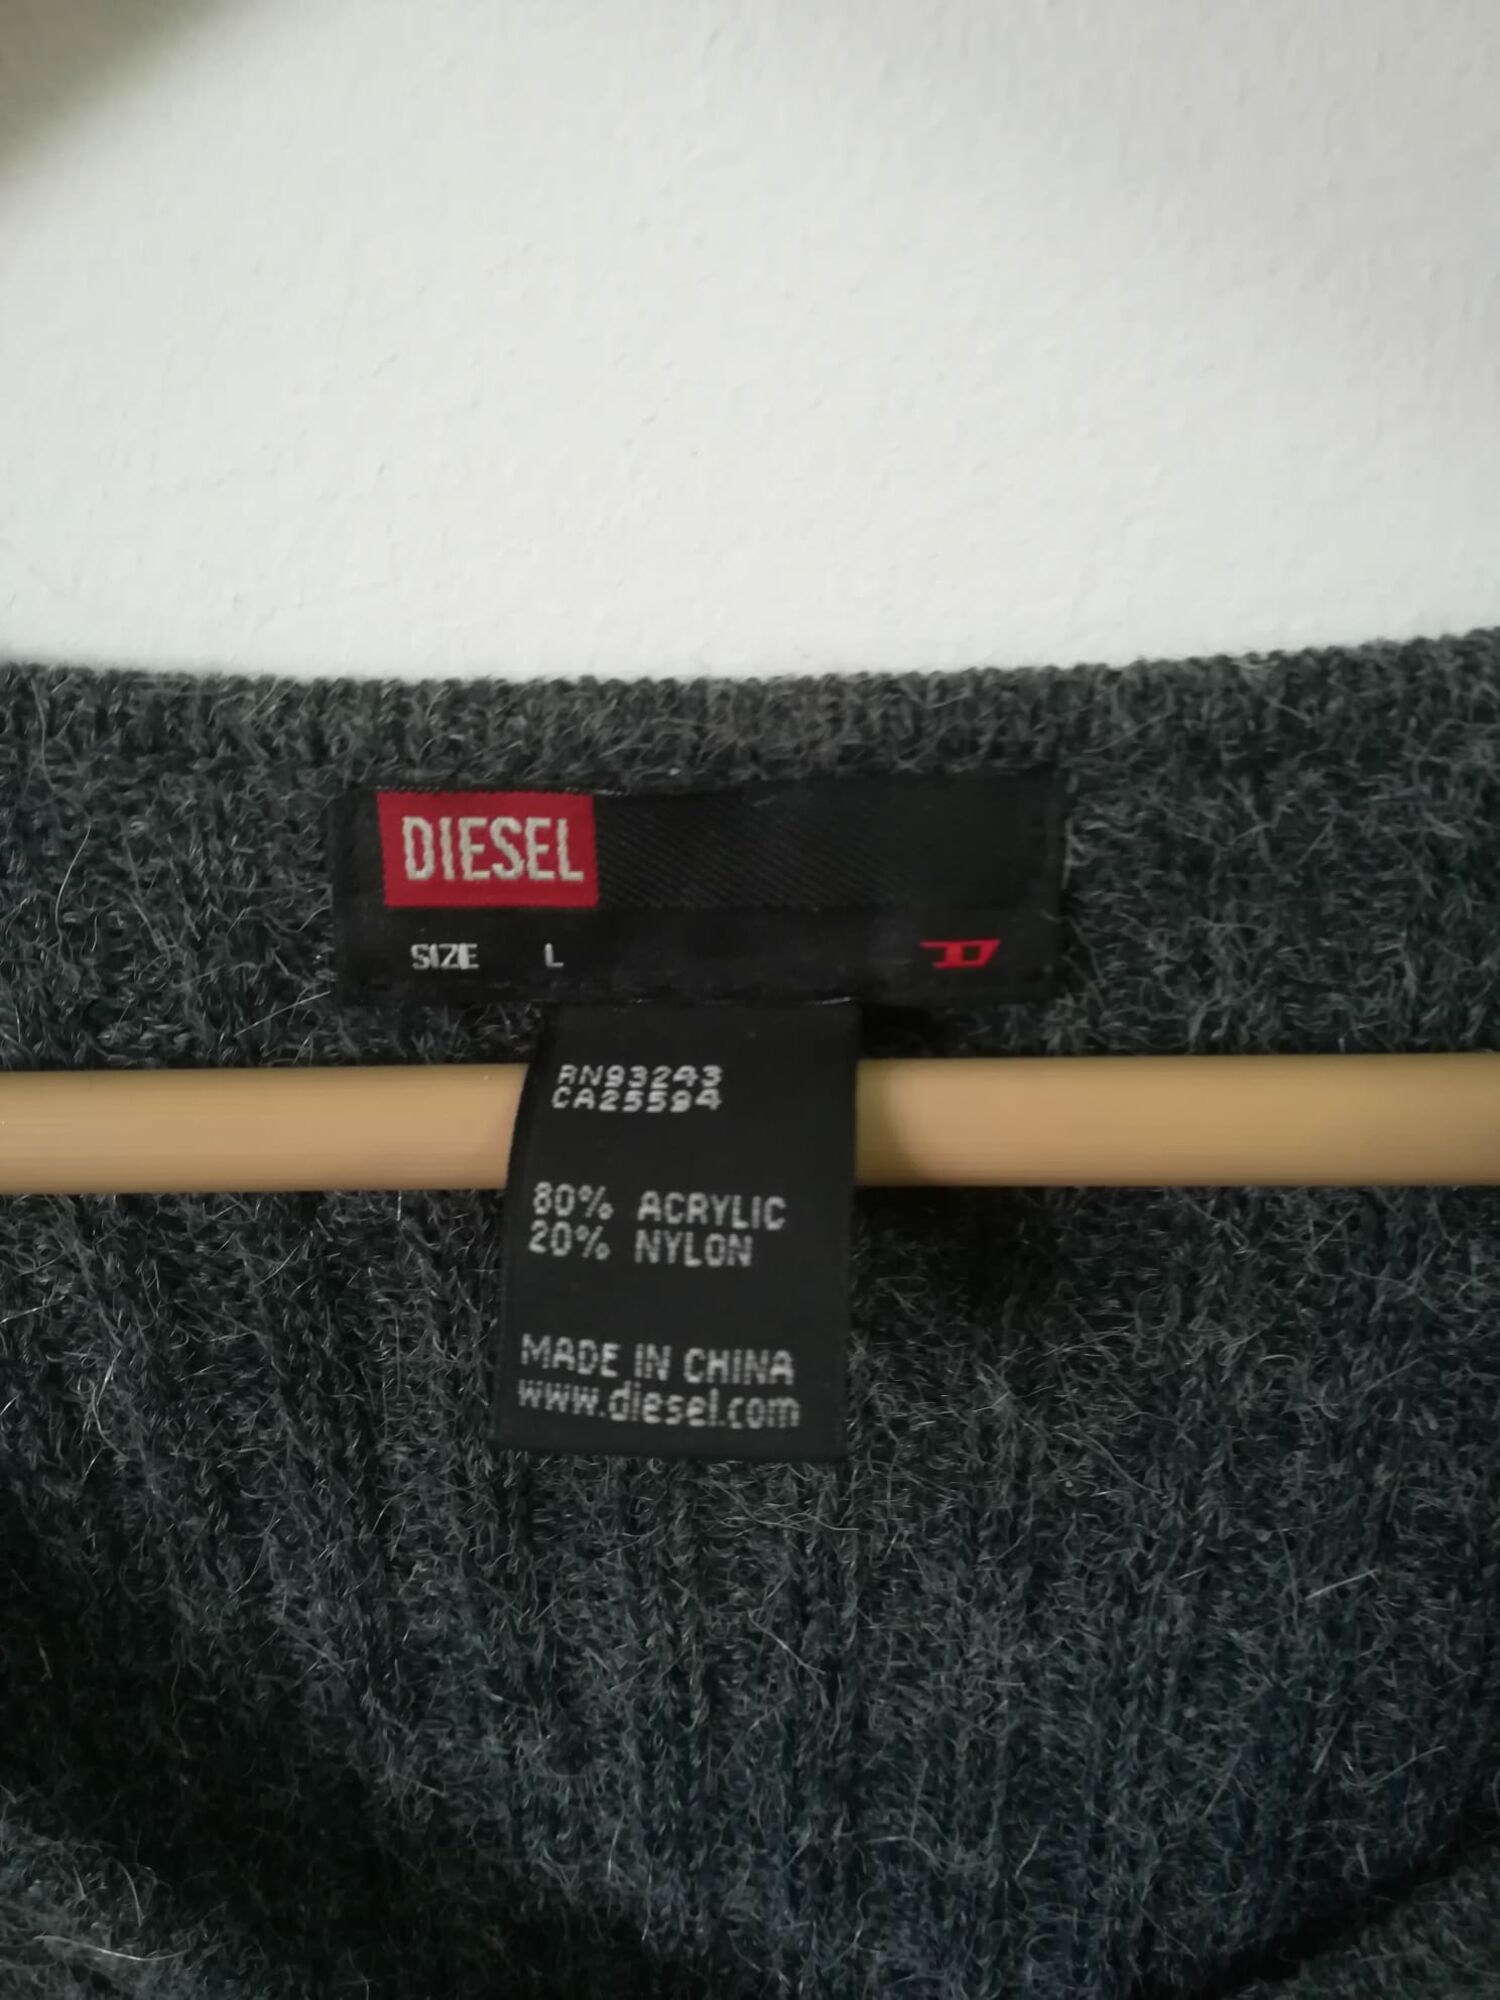 DIESEL
SIZE L
RN93243
CA25594
80% ACRYLIC
20% NYLON
MADE IN CHINA
www.diesel.com